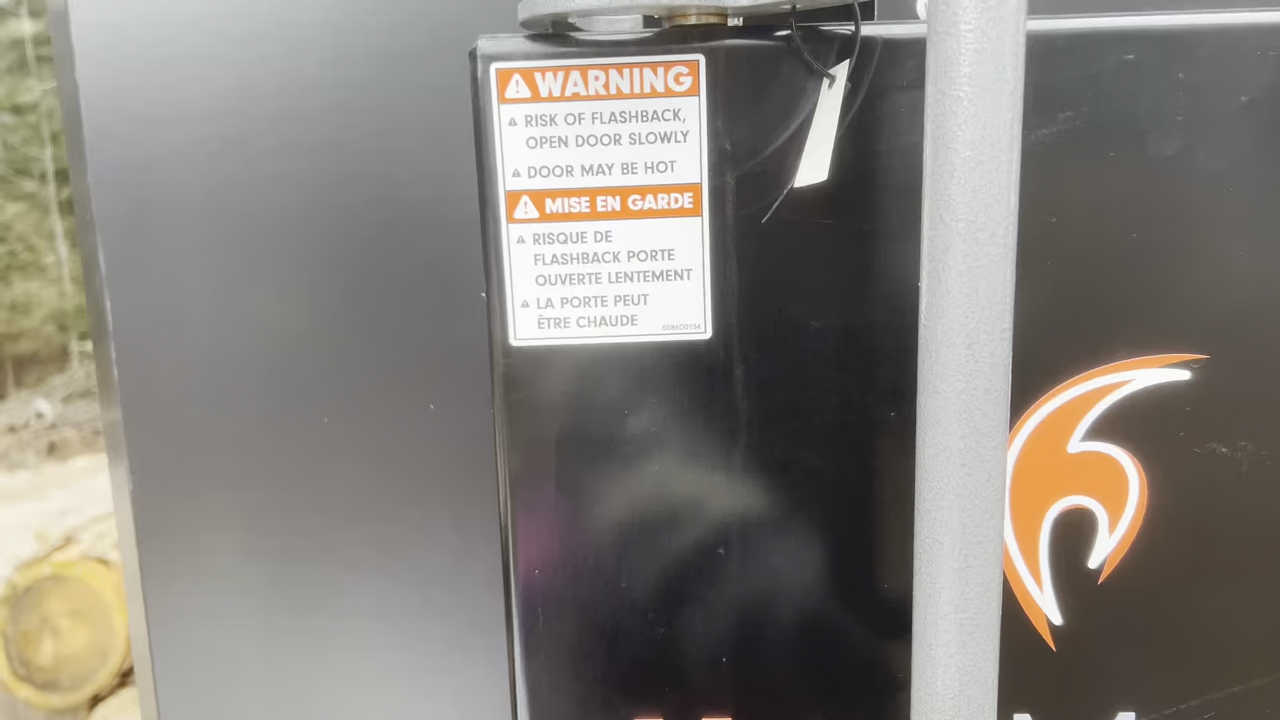 WARNING
RISK OF FLASHBACK,
OPEN DOOR SLOWLY
DOOR MAY BE HOT
MISE EN GARDE
RISQUE DE
FLASHBACK PORTE
OUVERTE LENTEMENT
LA PORTE PEUT
ÊTRE CHAUDE
5084D0134